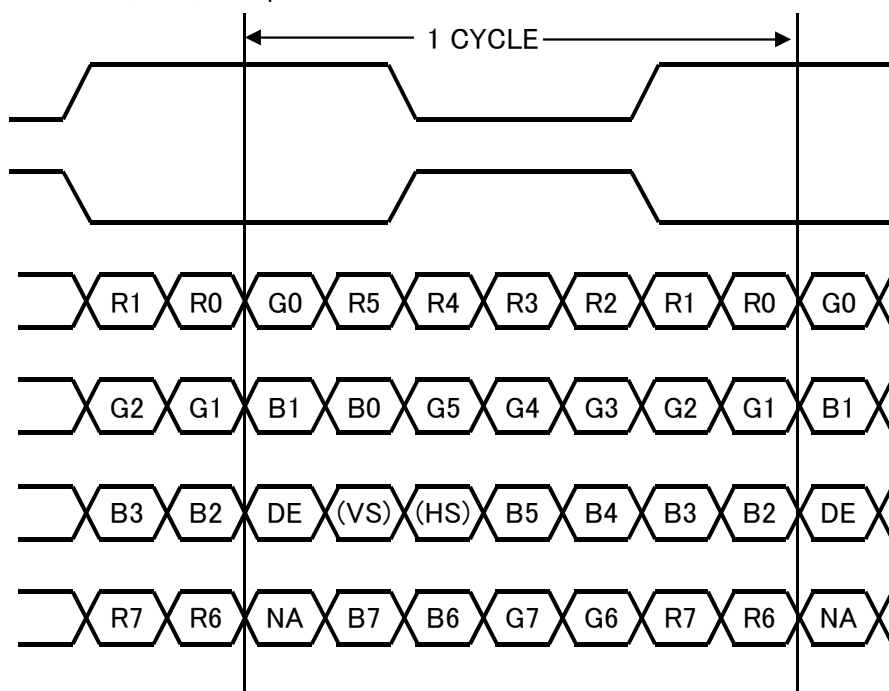 1 CYCLE
R1 R0 G0 R5 R4 R3 R2 R1 R0 G0
G2 G1 B1 B0 G5 G4 G3 G2 G1 B1
B3 B2 DE (VS) (HS) B5 B4 B3 B2 DE
R7 R6 NA B7 B6 G7 G6 R7 R6 NA